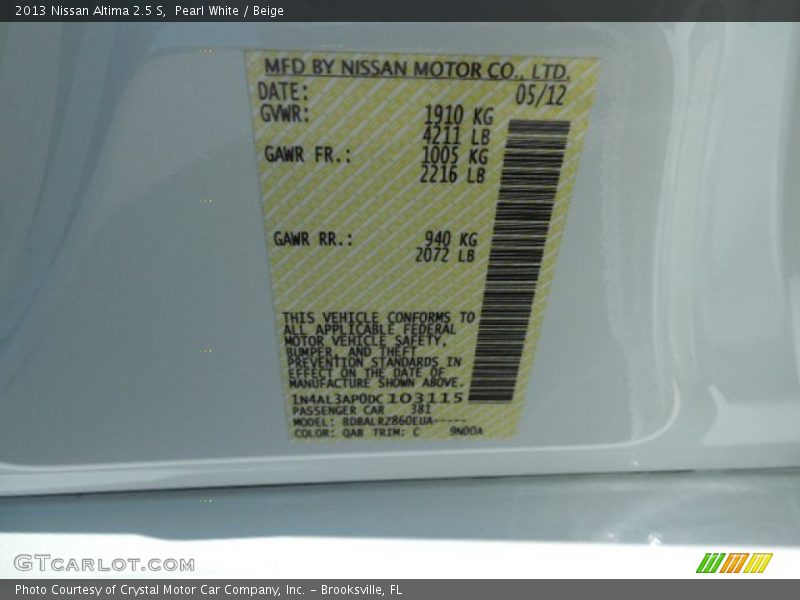 2013 Nissan Altima 2.5 S, Pearl White / Beige
MFD BY NISSAN MOTOR CO., LTD.
DATE: 05/12
GVWR: 1910 KG
4211 LB
GAWR FR.: 1005 KG
2216 LB
GAWR RR.: 940 KG
2072 LB
THIS VEHICLE CONFORMS TO
ALL APPLICABLE FEDERAL
MOTOR VEHICLE SAFETY,
BUMPER, AND THEFT
PREVENTION STANDARDS IN
EFFECT ON THE DATE OF
MANUFACTURE SHOWN ABOVE.
1N4AL3AP0DC103115
PASSENGER CAR 381
MODEL: BDBALRZ860EUA-----
COLOR: QAB TRIM: C 9N00A
GTCARLOT.COM
Photo Courtesy of Crystal Motor Car Company, Inc. – Brooksville, FL